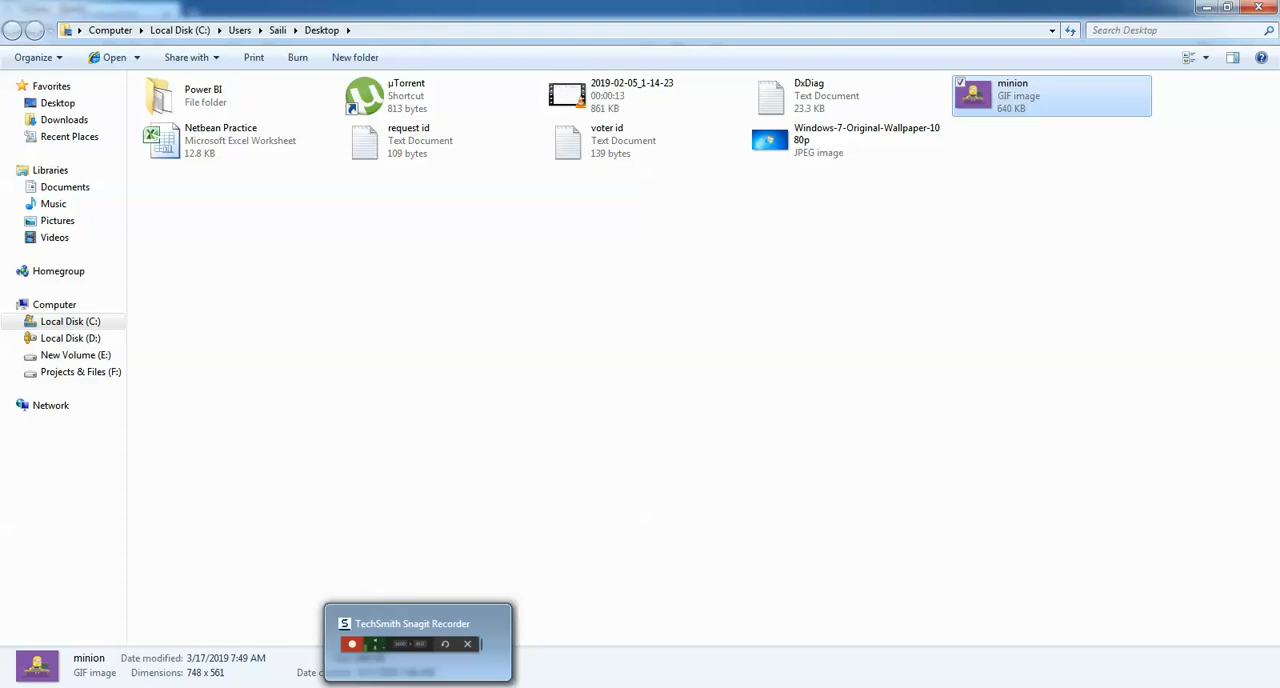 Computer
Local Disk (C:)
Users
Saili
Desktop
Search Desktop
Organize
Open
Share with
Print
Burn
New folder
Favorites
Desktop
Downloads
Recent Places
Libraries
Documents
Music
Pictures
Videos
Homegroup
Computer
Local Disk (C:)
Local Disk (D:)
New Volume (E:)
Projects & Files (F:)
Network
Power BI
File folder
µTorrent
Shortcut
813 bytes
2019-02-05_1-14-23
00:00:13
861 KB
DxDiag
Text Document
23.3 KB
minion
GIF image
640 KB
Netbean Practice
Microsoft Excel Worksheet
12.8 KB
request id
Text Document
109 bytes
voter id
Text Document
139 bytes
Windows-7-Original-Wallpaper-10
80p
JPEG image
TechSmith Snagit Recorder
minion
Date modified: 3/17/2019 7:49 AM
GIF image
Dimensions: 748 x 561